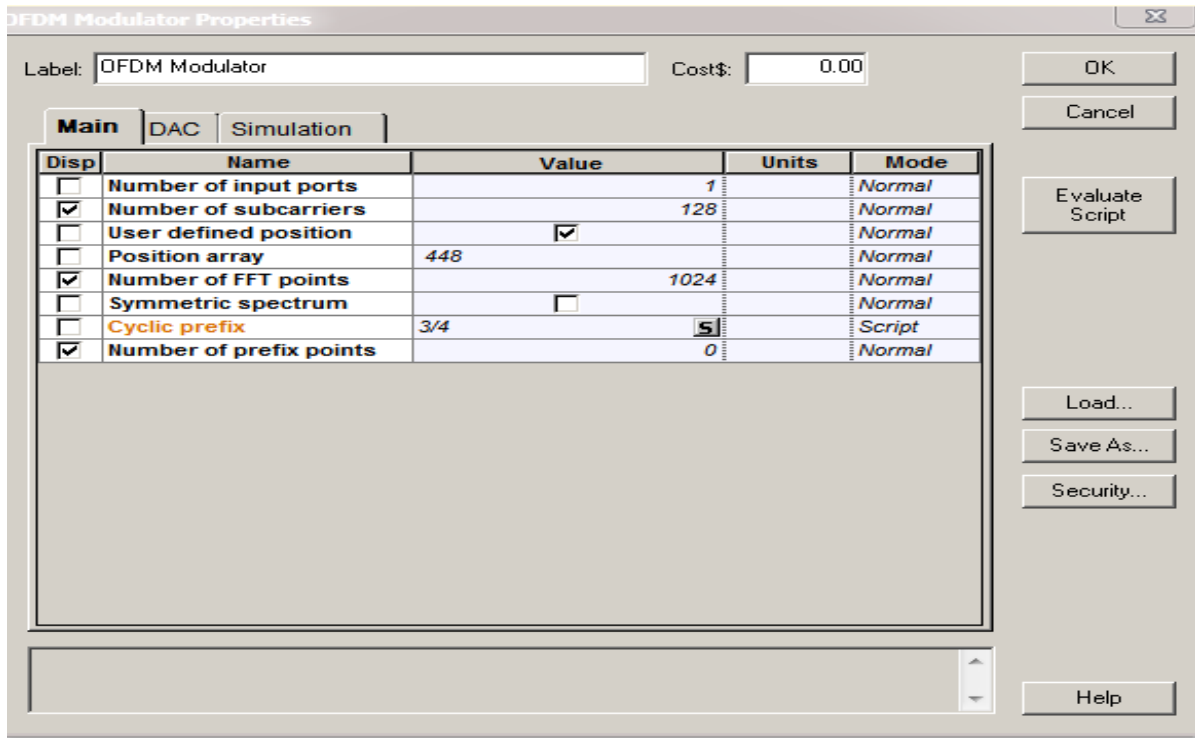 OFDM Modulator Properties
Label: OFDM Modulator Cost$: 0.00 OK
Cancel
Main DAC Simulation
Disp Name Value Units Mode
Number of input ports 1 Normal
Number of subcarriers 128 Normal
User defined position Normal
Position array 448 Normal
Number of FFT points 1024 Normal
Symmetric spectrum Normal
Cyclic prefix 3/4 S Script
Number of prefix points 0 Normal
Evaluate
Script
Load...
Save As...
Security...
Help